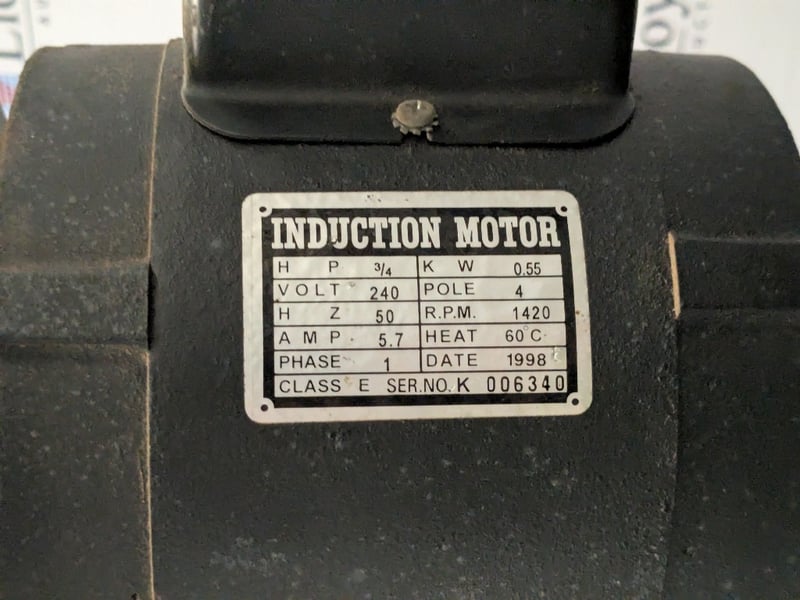 INDUCTION MOTOR
H P 3/4 K W 0.55
VOLT 240 POLE 4
H Z 50 R.P.M. 1420
AMP. 5.7 HEAT 60°C
PHASE 1 DATE 1998
CLASS E SER.NO. K 006340